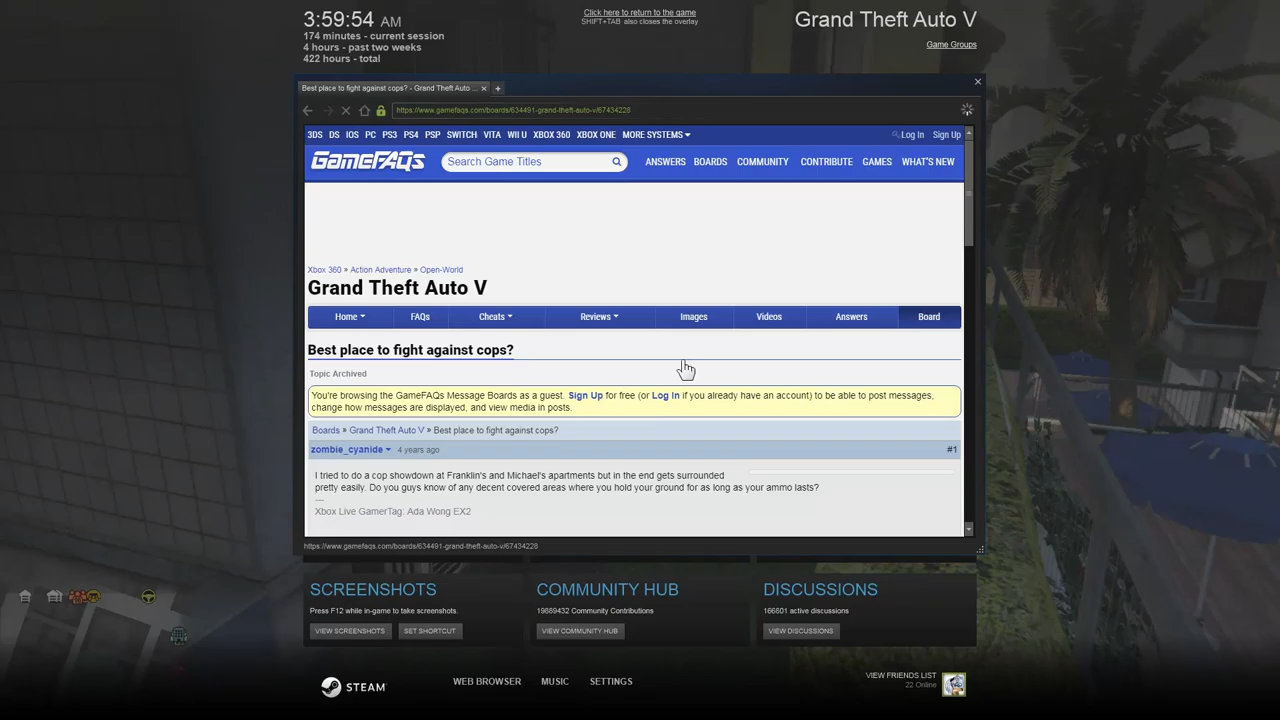 3:59:54 AM
174 minutes - current session
4 hours - past two weeks
422 hours - total
Click here to return to the game
SHIFT+TAB also closes the overlay
Grand Theft Auto V
Game Groups
Best place to fight against cops? - Grand Theft Auto ...
https://www.gamefaqs.com/boards/634491-grand-theft-auto-v/67434228
3DS DS IOS PC PS3 PS4 PSP SWITCH VITA WII U XBOX 360 XBOX ONE MORE SYSTEMS
Log In Sign Up
GameFAQs
Search Game Titles
ANSWERS BOARDS COMMUNITY CONTRIBUTE GAMES WHAT'S NEW
Xbox 360 » Action Adventure » Open-World
Grand Theft Auto V
Home FAQs Cheats Reviews Images Videos Answers Board
Best place to fight against cops?
Topic Archived
You're browsing the GameFAQs Message Boards as a guest. Sign Up for free (or Log In if you already have an account) to be able to post messages,
change how messages are displayed, and view media in posts.
Boards » Grand Theft Auto V » Best place to fight against cops?
zombie_cyanide 4 years ago #1
I tried to do a cop showdown at Franklin's and Michael's apartments but in the end gets surrounded
pretty easily. Do you guys know of any decent covered areas where you hold your ground for as long as your ammo lasts?
---
Xbox Live GamerTag: Ada Wong EX2
https://www.gamefaqs.com/boards/634491-grand-theft-auto-v/67434228
SCREENSHOTS
Press F12 while in-game to take screenshots.
VIEW SCREENSHOTS SET SHORTCUT
COMMUNITY HUB
19889432 Community Contributions
VIEW COMMUNITY HUB
DISCUSSIONS
166801 active discussions
VIEW DISCUSSIONS
STEAM
WEB BROWSER MUSIC SETTINGS
VIEW FRIENDS LIST
22 Online